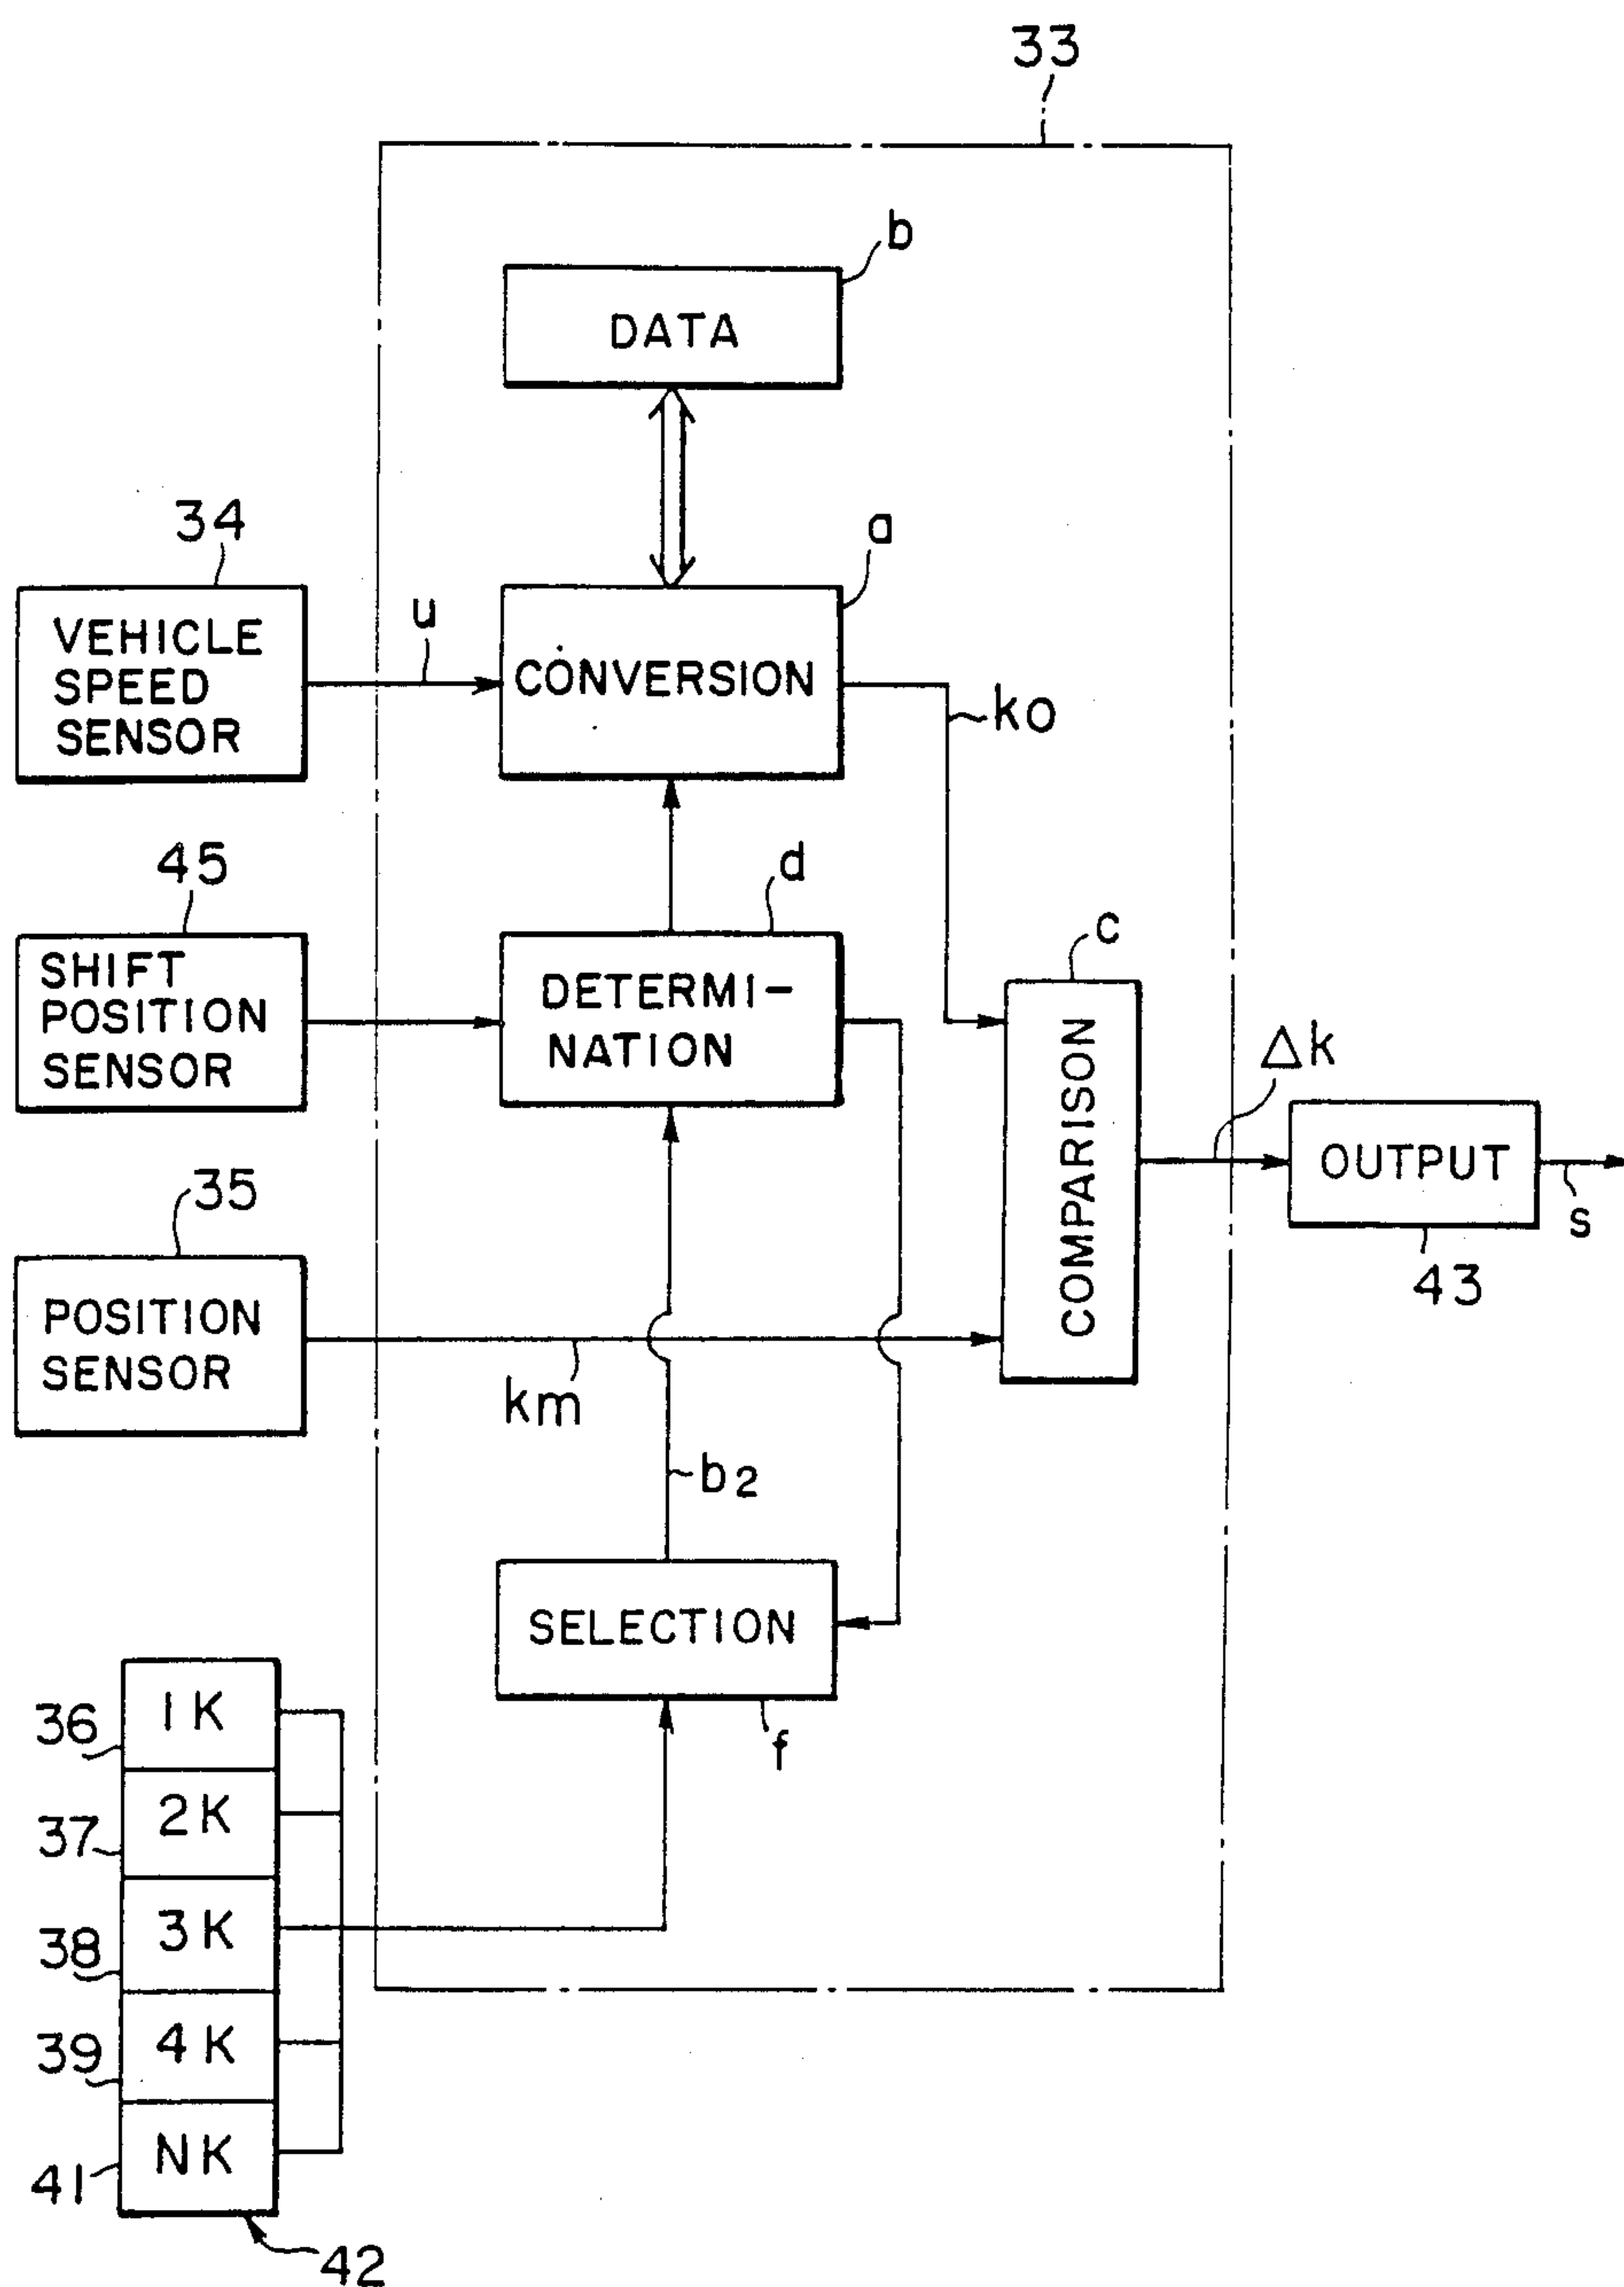 33
b
DATA
34
a
VEHICLE
SPEED
SENSOR
u
CONVERSION
ko
45
d
SHIFT
POSITION
SENSOR
DETERMI-
NATION
c
COMPARISON
Δk
OUTPUT
s
43
35
POSITION
SENSOR
km
b2
SELECTION
f
36
1K
37
2K
38
3K
39
4K
41
NK
42